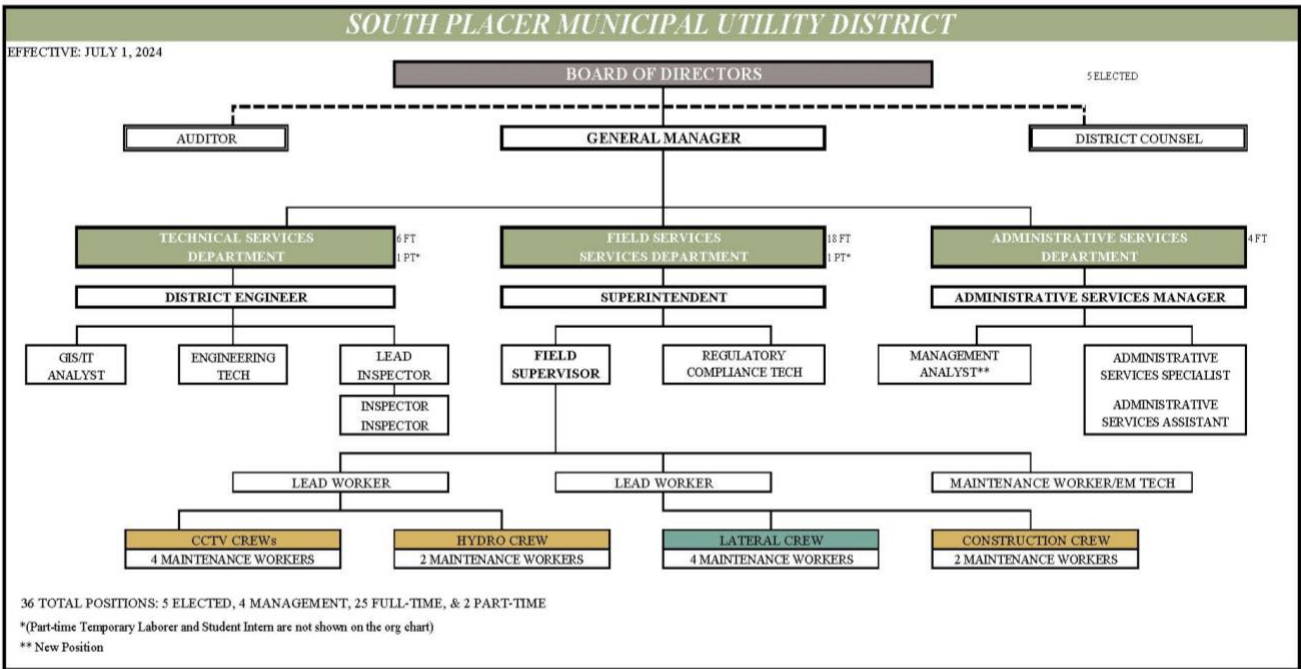 SOUTH PLACER MUNICIPAL UTILITY DISTRICT
EFFECTIVE: JULY 1, 2024
BOARD OF DIRECTORS
5 ELECTED
AUDITOR
GENERAL MANAGER
DISTRICT COUNSEL
TECHNICAL SERVICES
DEPARTMENT
6 FT
1 PT*
FIELD SERVICES
SERVICES DEPARTMENT
18 FT
1 PT*
ADMINISTRATIVE SERVICES
DEPARTMENT
4 FT
DISTRICT ENGINEER
SUPERINTENDENT
ADMINISTRATIVE SERVICES MANAGER
GIS/IT
ANALYST
ENGINEERING
TECH
LEAD
INSPECTOR
INSPECTOR
INSPECTOR
FIELD
SUPERVISOR
REGULATORY
COMPLIANCE TECH
MANAGEMENT
ANALYST**
ADMINISTRATIVE
SERVICES SPECIALIST
ADMINISTRATIVE
SERVICES ASSISTANT
LEAD WORKER
LEAD WORKER
MAINTENANCE WORKER/EM TECH
CCTV CREWs
4 MAINTENANCE WORKERS
HYDRO CREW
2 MAINTENANCE WORKERS
LATERAL CREW
4 MAINTENANCE WORKERS
CONSTRUCTION CREW
2 MAINTENANCE WORKERS
36 TOTAL POSITIONS: 5 ELECTED, 4 MANAGEMENT, 25 FULL-TIME, & 2 PART-TIME
*(Part-time Temporary Laborer and Student Intern are not shown on the org chart)
** New Position